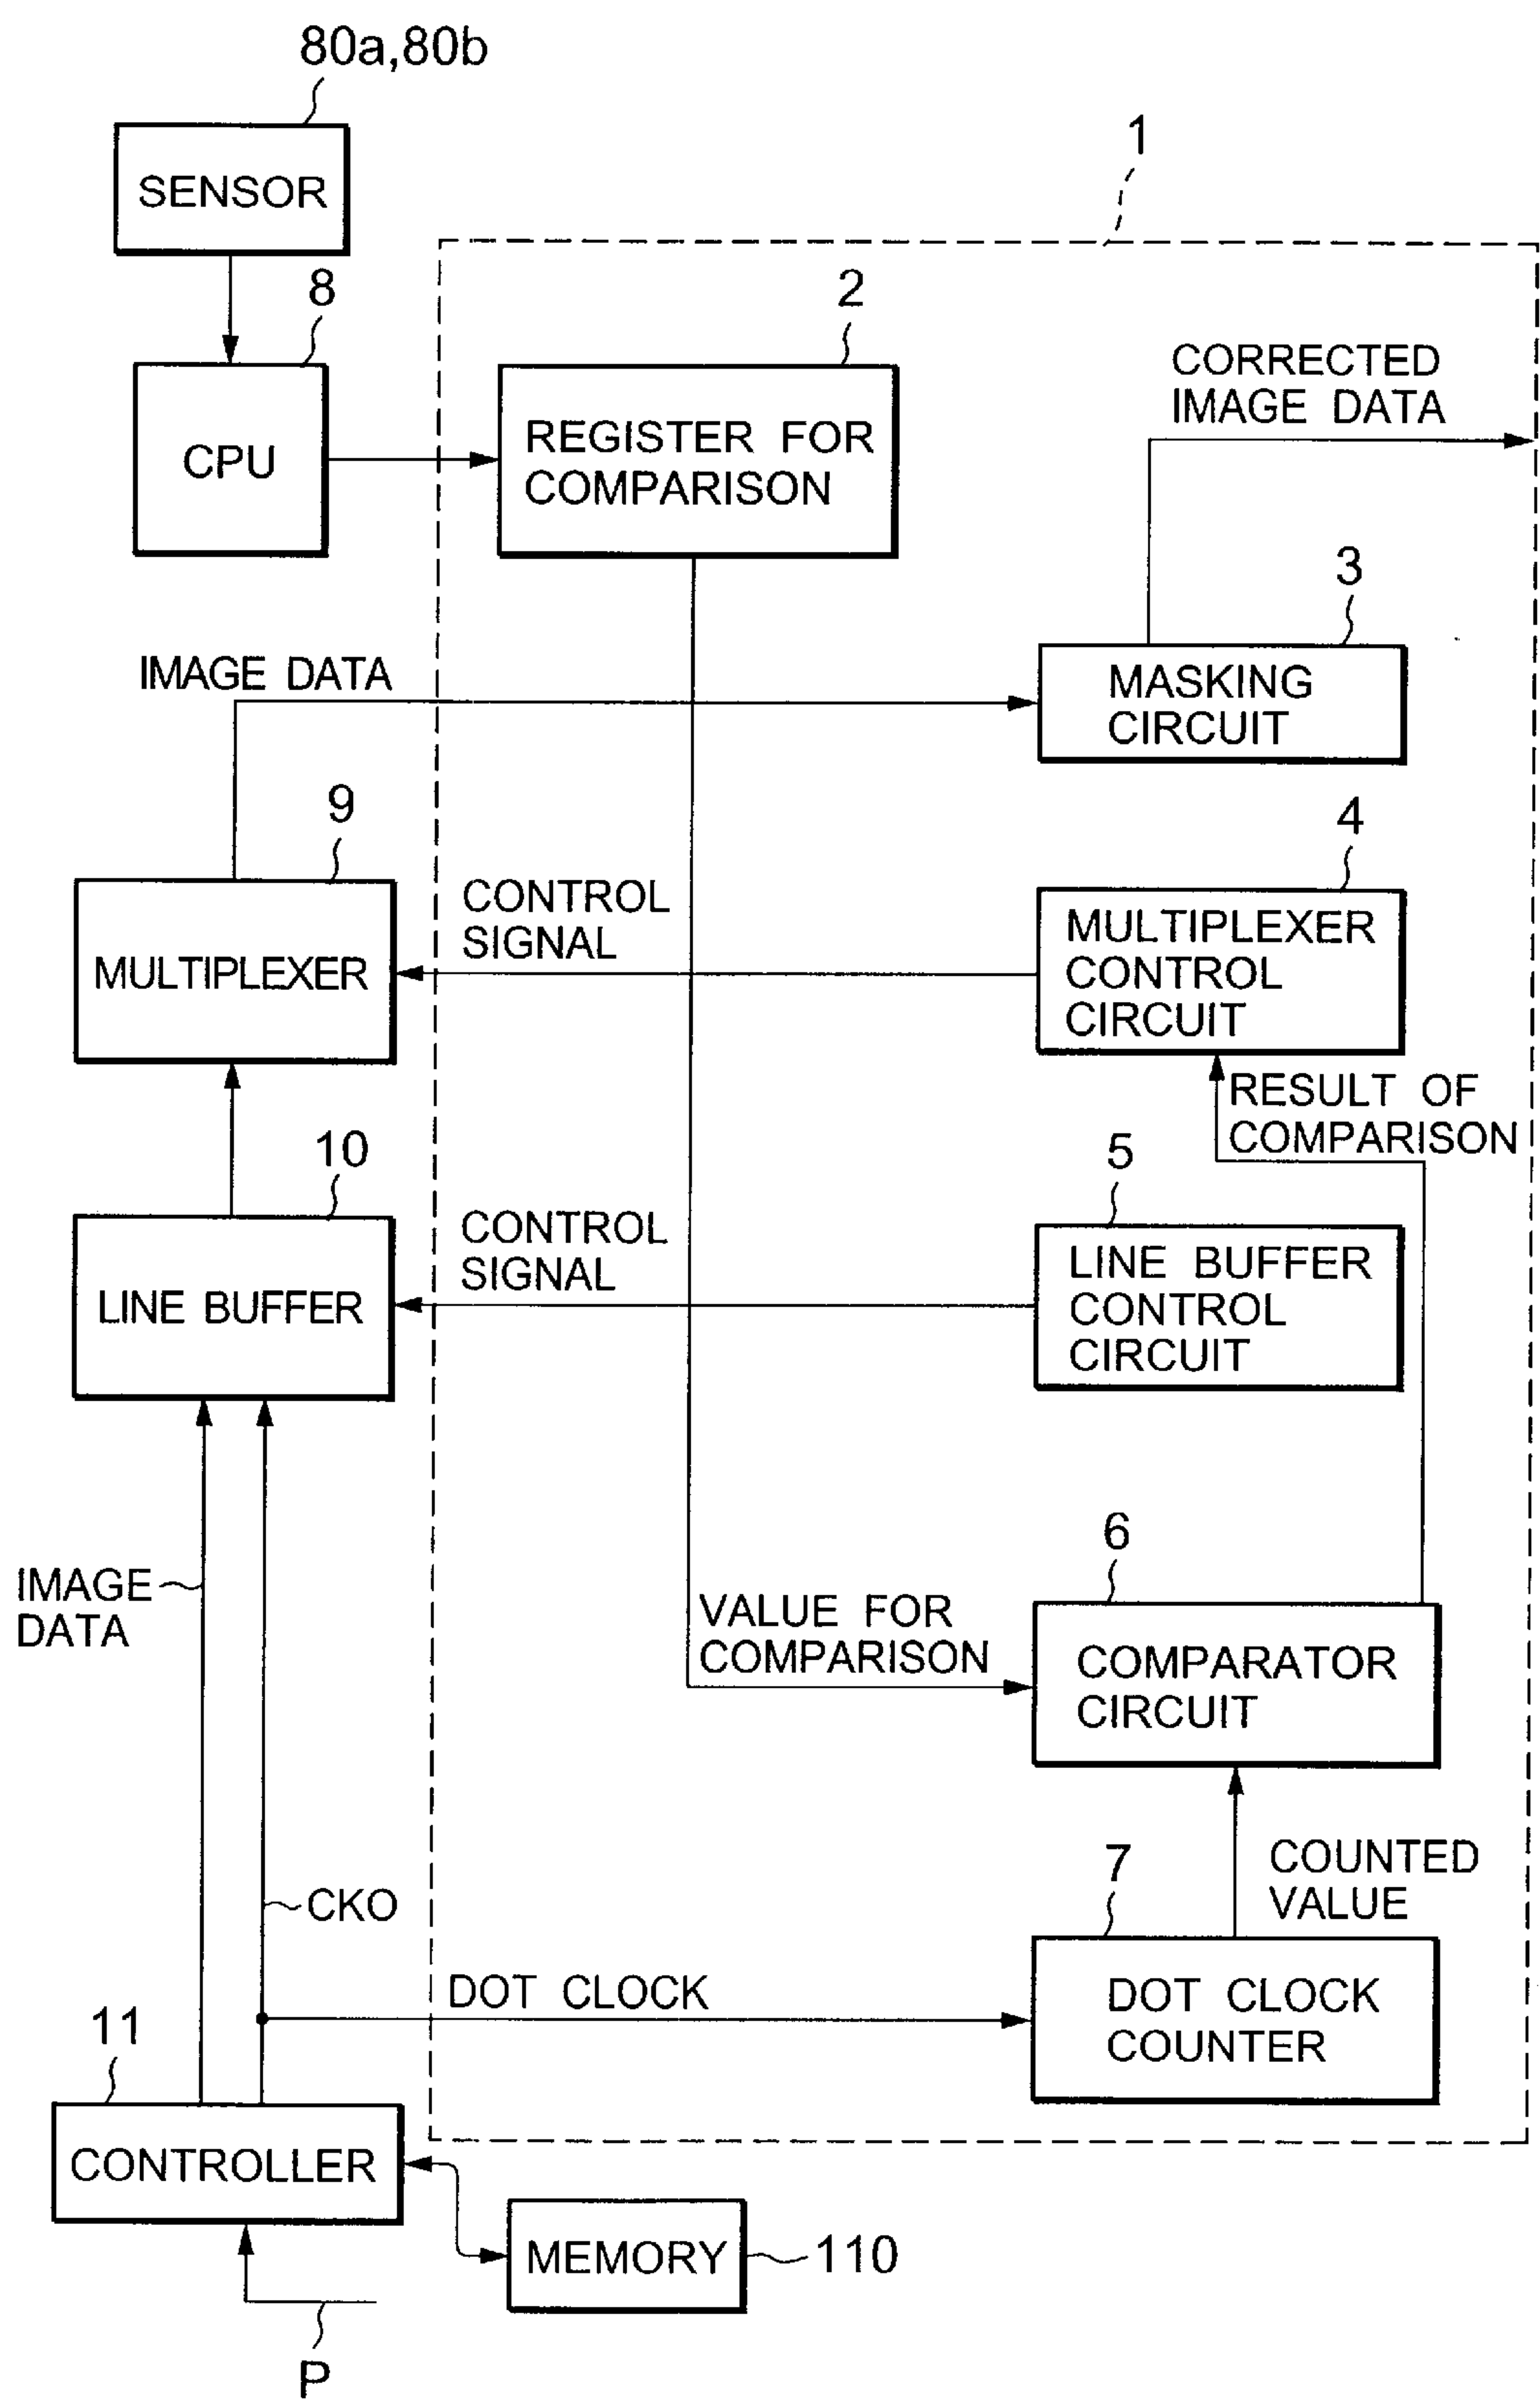 80a,80b
SENSOR
1
8
2
CPU
REGISTER FOR
COMPARISON
CORRECTED
IMAGE DATA
3
IMAGE DATA
MASKING
CIRCUIT
9
4
MULTIPLEXER
CONTROL
SIGNAL
MULTIPLEXER
CONTROL
CIRCUIT
RESULT OF
COMPARISON
10
5
LINE BUFFER
CONTROL
SIGNAL
LINE BUFFER
CONTROL
CIRCUIT
IMAGE
DATA
6
VALUE FOR
COMPARISON
COMPARATOR
CIRCUIT
CKO
7
COUNTED
VALUE
DOT CLOCK
DOT CLOCK
COUNTER
11
CONTROLLER
MEMORY
110
P